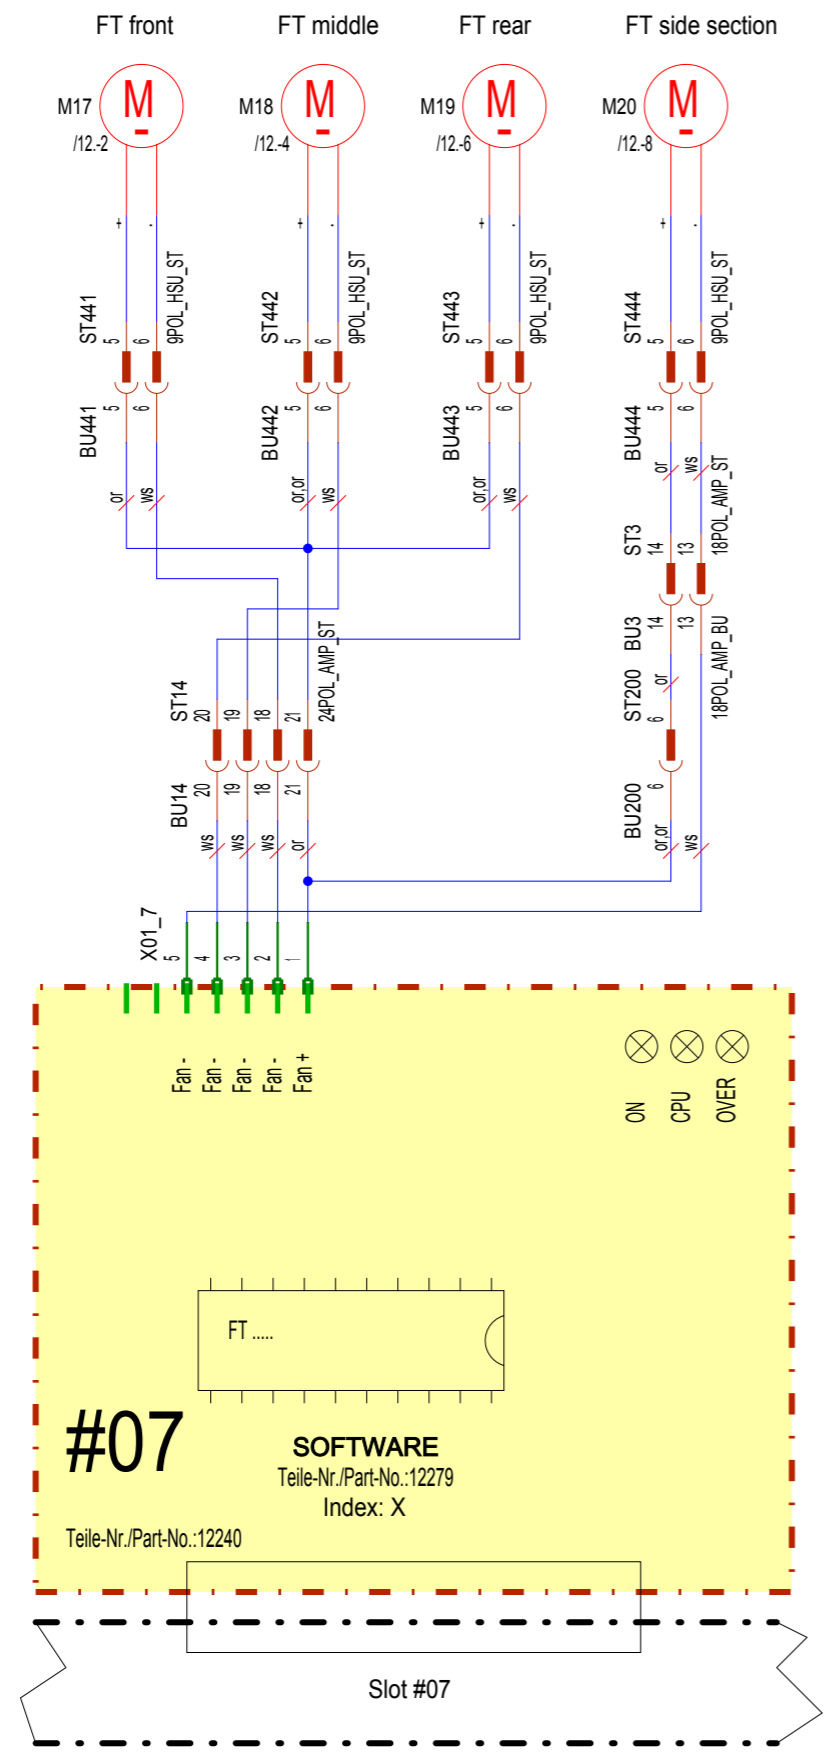 FT front FT middle FT rear FT side section
M17 M M18 M M19 M M20 M
/12.-2 /12.-4 /12.-6 /12.-8
+ - + - + - + -
ST441 5 6 9POL_HSU_ST ST442 5 6 9POL_HSU_ST ST443 5 6 9POL_HSU_ST ST444 5 6 9POL_HSU_ST
BU441 5 6 BU442 5 6 BU443 5 6 BU444 5 6
or ws or,or ws or,or ws or ws
ST3 14 13 18POL_AMP_ST
BU3 14 13 18POL_AMP_BU
or
ST14 20 19 18 21 24POL_AMP_ST ST200 6
BU14 20 19 18 21 BU200 6
ws ws ws or or,or ws
X01_7 5 4 3 2 1
Fan - Fan - Fan - Fan - Fan +
ON CPU OVER
FT .....
#07
SOFTWARE
Teile-Nr./Part-No.:12279
Index: X
Teile-Nr./Part-No.:12240
Slot #07